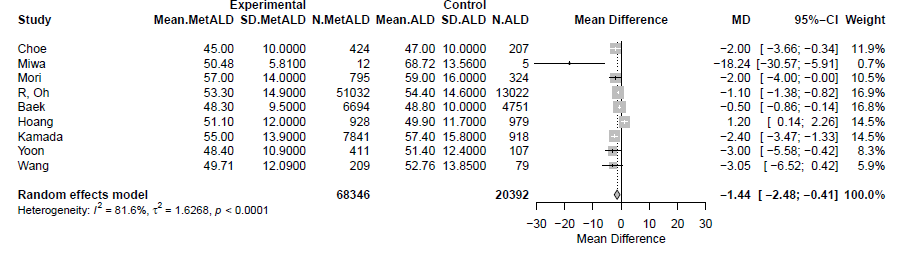 Experimental Control
Study Mean.MetALD SD.MetALD N.MetALD Mean.ALD SD.ALD N.ALD Mean Difference MD 95%−CI Weight
Choe 45.00 10.0000 424 47.00 10.0000 207 −2.00 [ −3.66; −0.34) 11.9%
Miwa 50.48 5.8100 12 68.72 13.5600 5 −18.24 [−30.57; −5.91) 0.7%
Mori 57.00 14.0000 795 59.00 16.0000 324 −2.00 [ −4.00; −0.00] 10.5%
R, Oh 53.30 14.9000 51032 54.40 14.6000 13022 −1.10 [ −1.38; −0.82] 16.9%
Baek 48.30 9.5000 6694 48.80 10.0000 4751 −0.50 [ −0.86; −0.14] 16.8%
Hoang 51.10 12.0000 928 49.90 11.7000 979 1.20 [ 0.14; 2.26] 14.5%
Kamada 55.00 13.9000 7841 57.40 15.8000 918 −2.40 [ −3.47; −1.33] 14.5%
Yoon 48.40 10.9000 411 51.40 12.4000 107 −3.00 [ −5.58; −0.42] 8.3%
Wang 49.71 12.0900 209 52.76 13.8500 79 −3.05 [ −6.52; 0.42] 5.9%
Random effects model 68346 20392 −1.44 [ −2.48; −0.41] 100.0%
Heterogeneity: I² = 81.6%, τ² = 1.6268, p < 0.0001
−30 −20 −10 0 10 20 30
Mean Difference